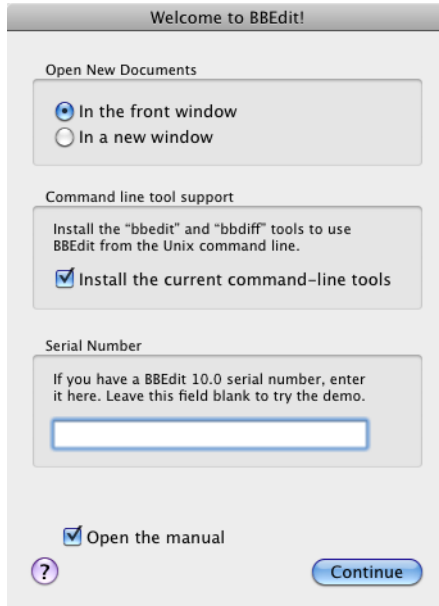 Welcome to BBEdit!
Open New Documents
In the front window
In a new window
Command line tool support
Install the “bbedit” and “bbdiff” tools to use
BBEdit from the Unix command line.
Install the current command-line tools
Serial Number
If you have a BBEdit 10.0 serial number, enter
it here. Leave this field blank to try the demo.
Open the manual
?
Continue